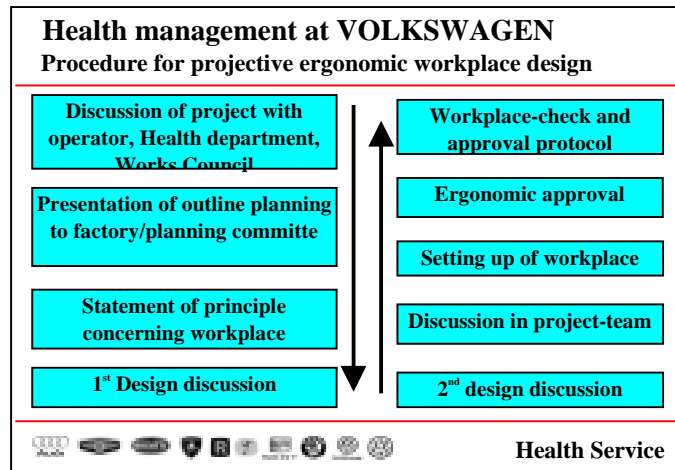 Health management at VOLKSWAGEN
Procedure for projective ergonomic workplace design
Discussion of project with
operator, Health department,
Works Council
Presentation of outline planning
to factory/planning committe
Statement of principle
concerning workplace
1st Design discussion
Workplace-check and
approval protocol
Ergonomic approval
Setting up of workplace
Discussion in project-team
2nd design discussion
Health Service